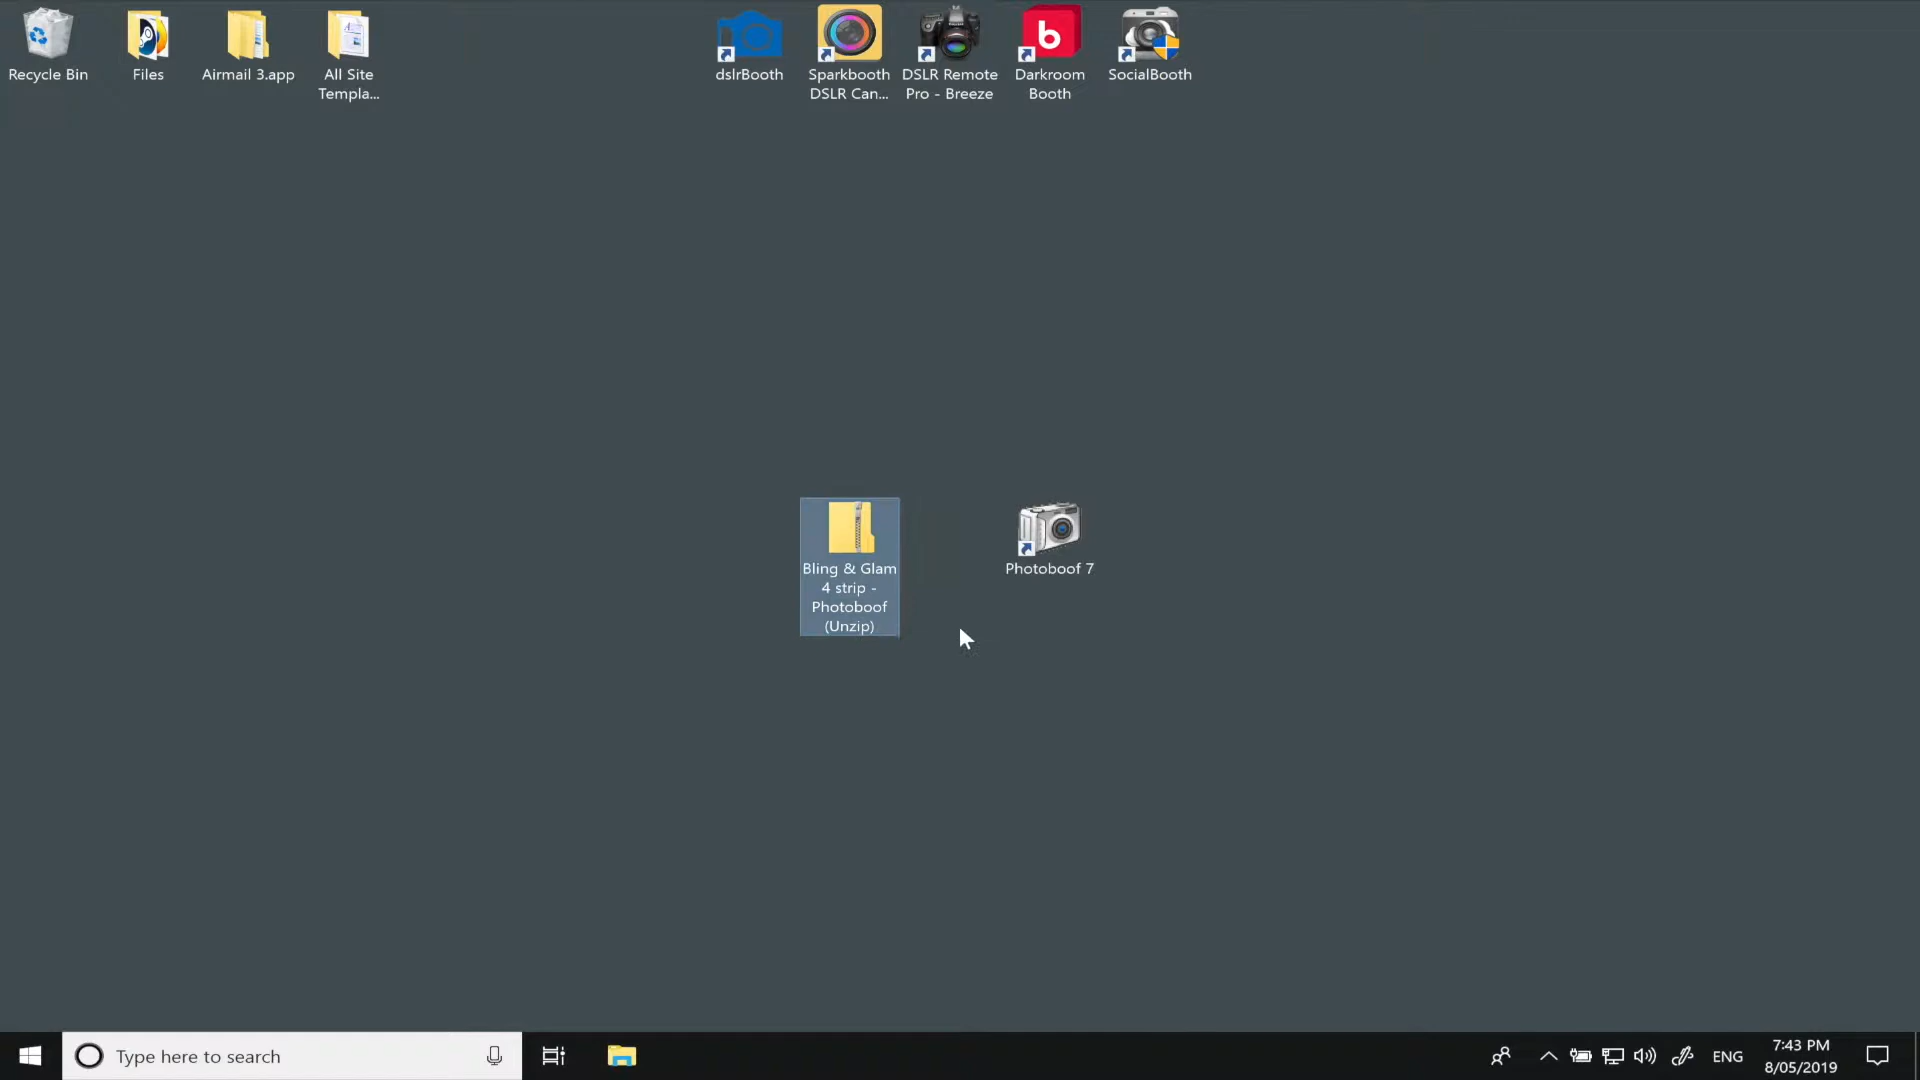 Recycle Bin
Files
Airmail 3.app
All Site
Templa...
dslrBooth
Sparkbooth
DSLR Can...
DSLR Remote
Pro - Breeze
b
Darkroom
Booth
SocialBooth
Bling & Glam
4 strip -
Photoboof
(Unzip)
Photoboof 7
Type here to search
ENG
7:43 PM
8/05/2019